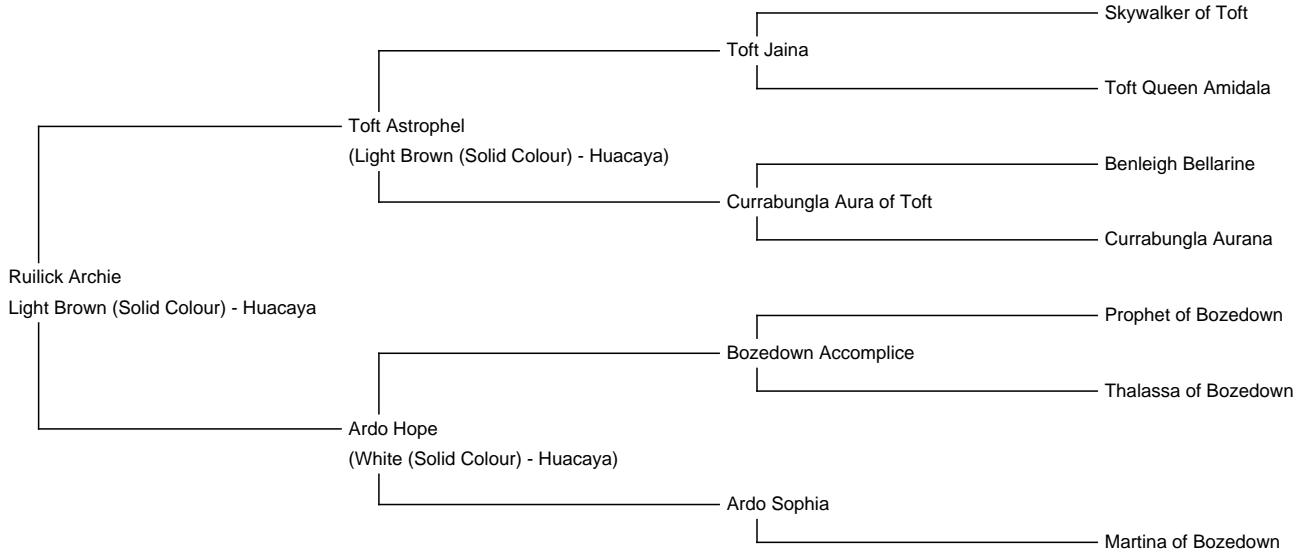 Skywalker of Toft
Toft Jaina
Toft Queen Amidala
Toft Astrophel
(Light Brown (Solid Colour) - Huacaya)
Benleigh Bellarine
Currabungla Aura of Toft
Currabungla Aurana
Ruilick Archie
Light Brown (Solid Colour) - Huacaya
Prophet of Bozedown
Bozedown Accomplice
Thalassa of Bozedown
Ardo Hope
(White (Solid Colour) - Huacaya)
Ardo Sophia
Martina of Bozedown